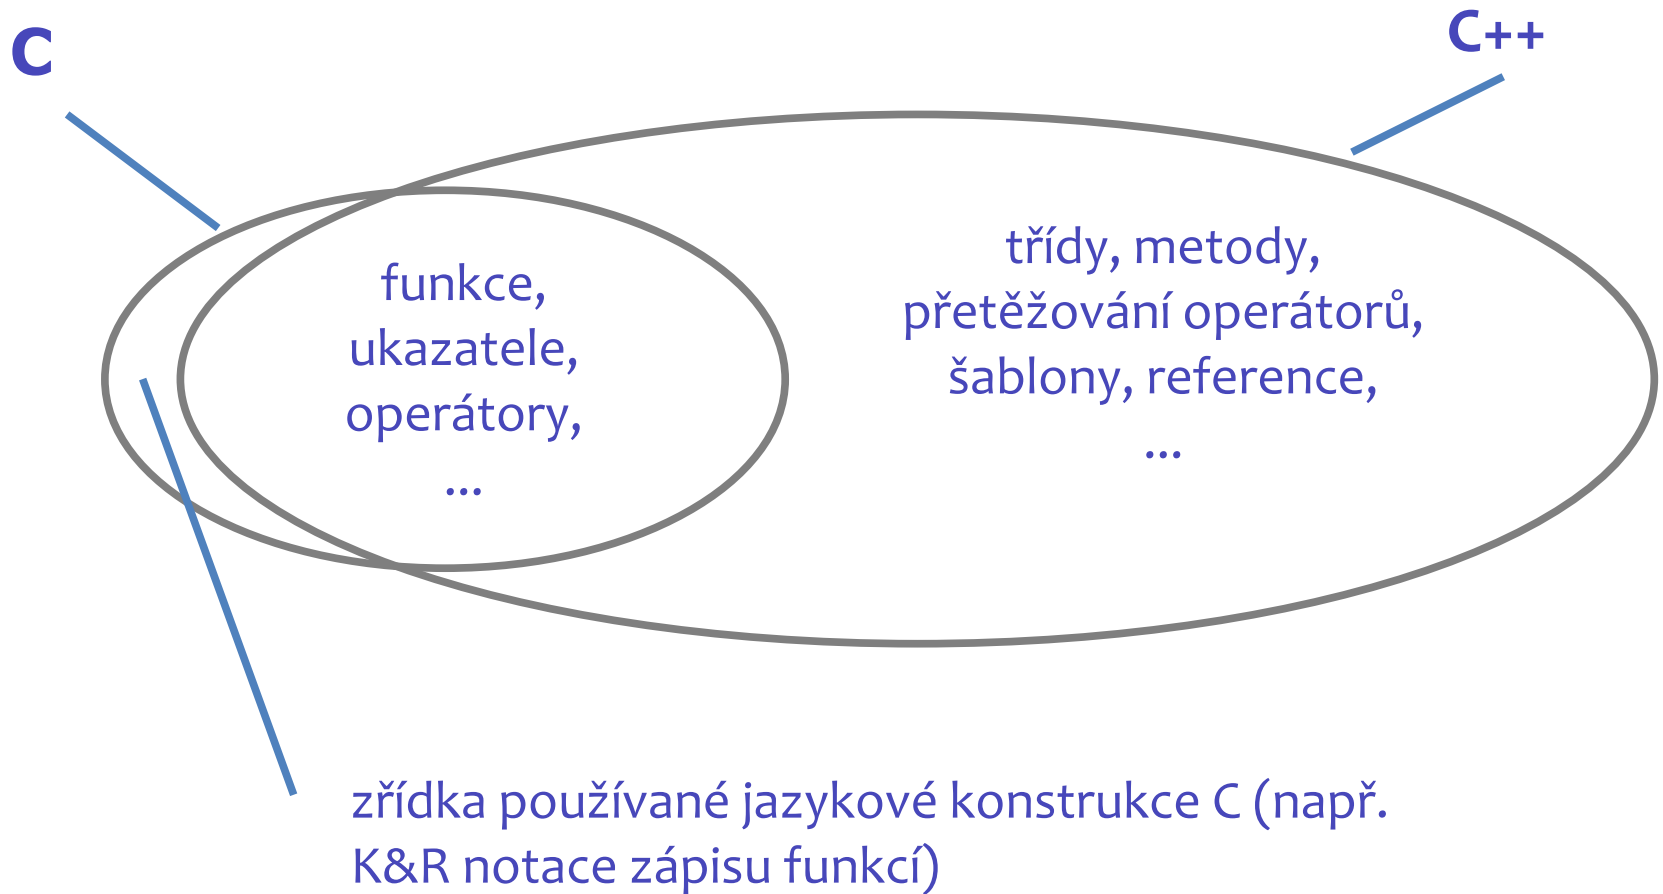 C
C++
funkce,
ukazatele,
operátory,
...
třídy, metody,
přetěžování operátorů,
šablony, reference,
...
zřídka používané jazykové konstrukce C (např.
K&R notace zápisu funkcí)